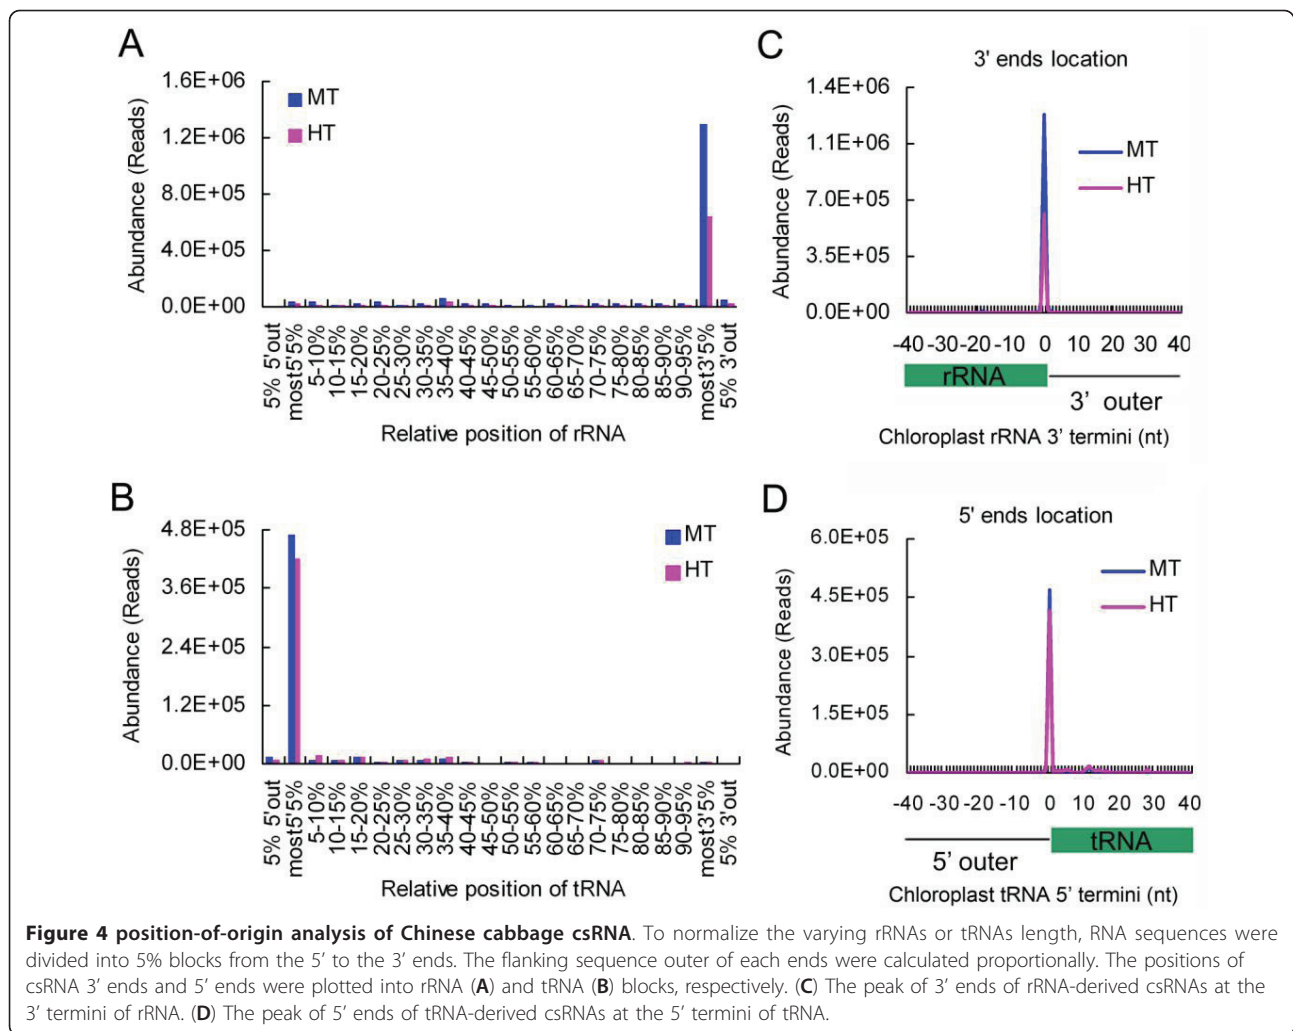 A
1.6E+06
1.2E+06
8.0E+05
4.0E+05
0.0E+00
Abundance (Reads)
MT
HT
5% 5'out
most5'5%
5-10%
10-15%
15-20%
20-25%
25-30%
30-35%
35-40%
40-45%
45-50%
50-55%
55-60%
60-65%
65-70%
70-75%
75-80%
80-85%
85-90%
90-95%
most3'5%
5% 3'out
Relative position of rRNA
C
3' ends location
1.4E+06
1.1E+06
7.0E+05
3.5E+05
0.0E+00
Abundance (Reads)
MT
HT
-40 -30 -20 -10 0 10 20 30 40
rRNA
3' outer
Chloroplast rRNA 3' termini (nt)
B
4.8E+05
3.6E+05
2.4E+05
1.2E+05
0.0E+00
Abundance (Reads)
MT
HT
5% 5'out
most5'5%
5-10%
10-15%
15-20%
20-25%
25-30%
30-35%
35-40%
40-45%
45-50%
50-55%
55-60%
60-65%
65-70%
70-75%
75-80%
80-85%
85-90%
90-95%
most3'5%
5% 3'out
Relative position of tRNA
D
5' ends location
6.0E+05
4.5E+05
3.0E+05
1.5E+05
0.0E+00
Abundance (Reads)
MT
HT
-40 -30 -20 -10 0 10 20 30 40
5' outer
tRNA
Chloroplast tRNA 5' termini (nt)
Figure 4 position-of-origin analysis of Chinese cabbage csRNA. To normalize the varying rRNAs or tRNAs length, RNA sequences were
divided into 5% blocks from the 5' to the 3' ends. The flanking sequence outer of each ends were calculated proportionally. The positions of
csRNA 3' ends and 5' ends were plotted into rRNA (A) and tRNA (B) blocks, respectively. (C) The peak of 3' ends of rRNA-derived csRNAs at the
3' termini of rRNA. (D) The peak of 5' ends of tRNA-derived csRNAs at the 5' termini of tRNA.